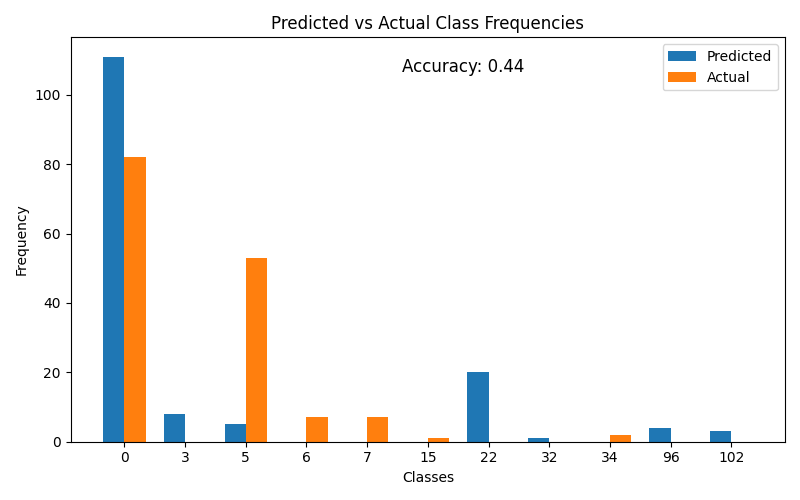 Predicted vs Actual Class Frequencies
Accuracy: 0.44
Predicted
Actual
Frequency
100
80
60
40
20
0
0 3 5 6 7 15 22 32 34 96 102
Classes